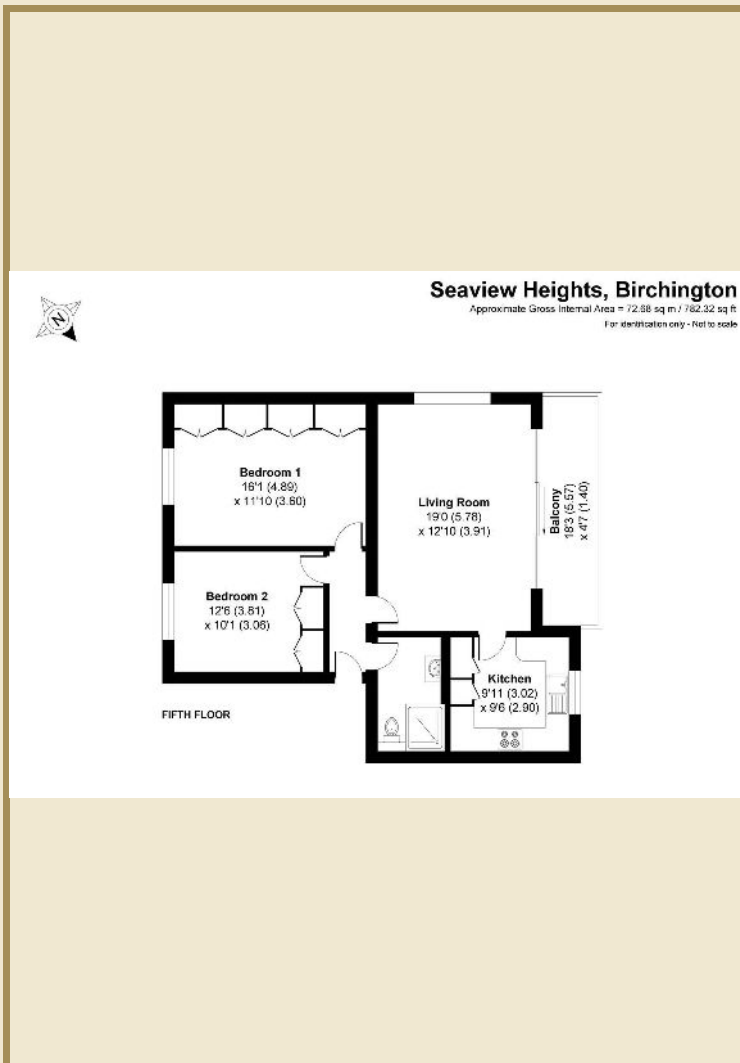 Seaview Heights, Birchington
Approximate Gross Internal Area = 72.68 sq m / 782.32 sq ft
For identification only - Not to scale
N
Bedroom 1
16'1 (4.89)
x 11'10 (3.60)
Living Room
19'0 (5.78)
x 12'10 (3.91)
Balcony
18'3 (5.57)
x 4'7 (1.40)
Bedroom 2
12'6 (3.81)
x 10'1 (3.06)
Kitchen
9'11 (3.02)
x 9'6 (2.90)
FIFTH FLOOR